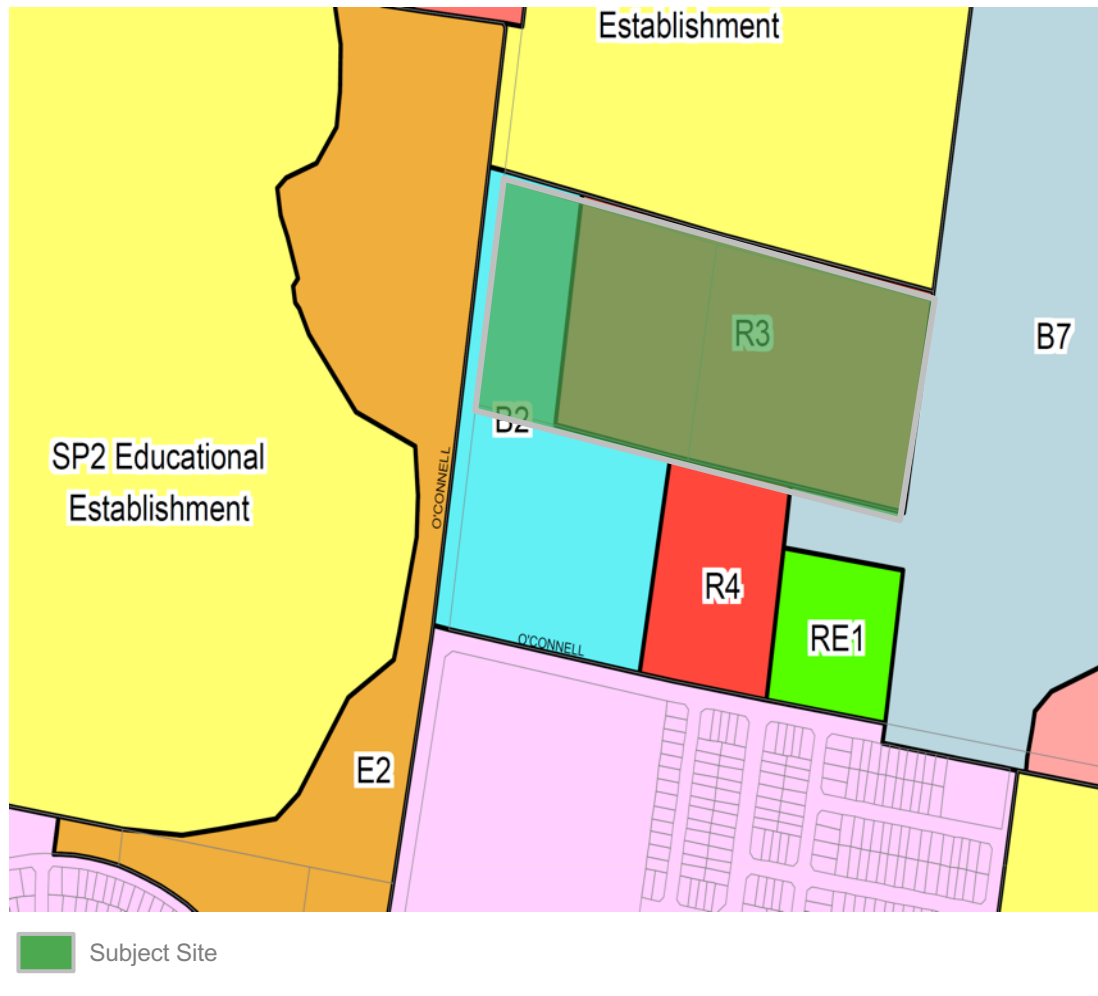 Establishment
R3
B7
B2
SP2 Educational
Establishment
O'CONNELL
R4
RE1
O'CONNELL
E2
Subject Site